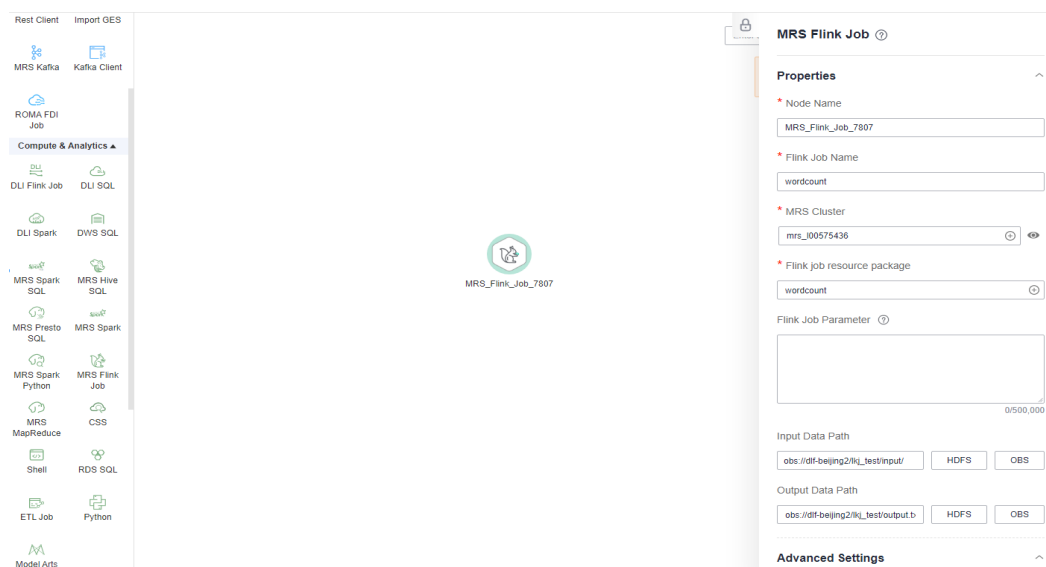 Rest Client Import GES
MRS Kafka Kafka Client
ROMA FDI
Job
Compute & Analytics
DLI
DLI Flink Job DLI SQL
DLI Spark DWS SQL
MRS Spark MRS Hive
SQL SQL
MRS Presto MRS Spark
SQL
MRS Spark MRS Flink
Python Job
MRS CSS
MapReduce
Shell RDS SQL
ETL Job Python
Model Arts
MRS_Flink_Job_7807
MRS Flink Job
Properties
* Node Name
MRS_Flink_Job_7807
* Flink Job Name
wordcount
* MRS Cluster
mrs_l00575436
* Flink job resource package
wordcount
Flink Job Parameter
0/500,000
Input Data Path
obs://dlf-beijing2/lkj_test/input/ HDFS OBS
Output Data Path
obs://dlf-beijing2/lkj_test/output.t HDFS OBS
Advanced Settings